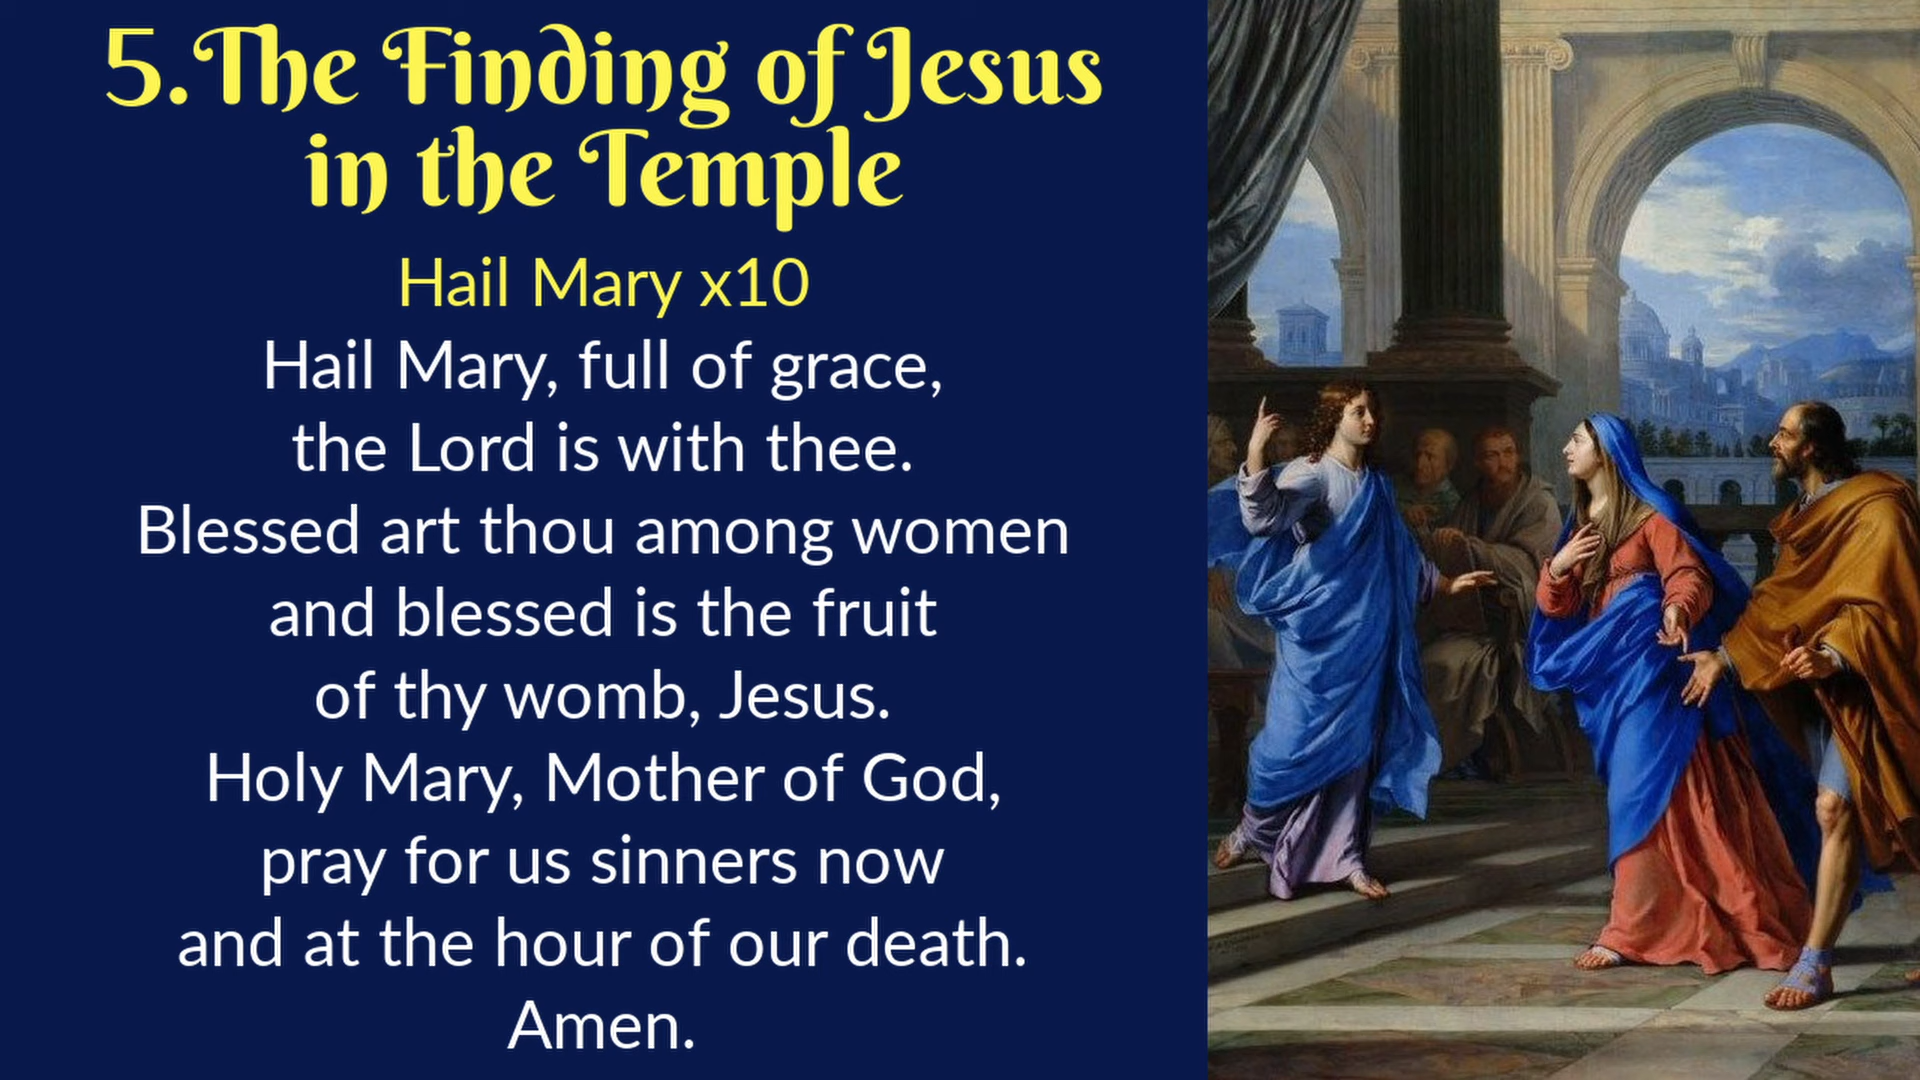 5.The Finding of Jesus
in the Temple
Hail Mary x10
Hail Mary, full of grace,
the Lord is with thee.
Blessed art thou among women
and blessed is the fruit
of thy womb, Jesus.
Holy Mary, Mother of God,
pray for us sinners now
and at the hour of our death.
Amen.